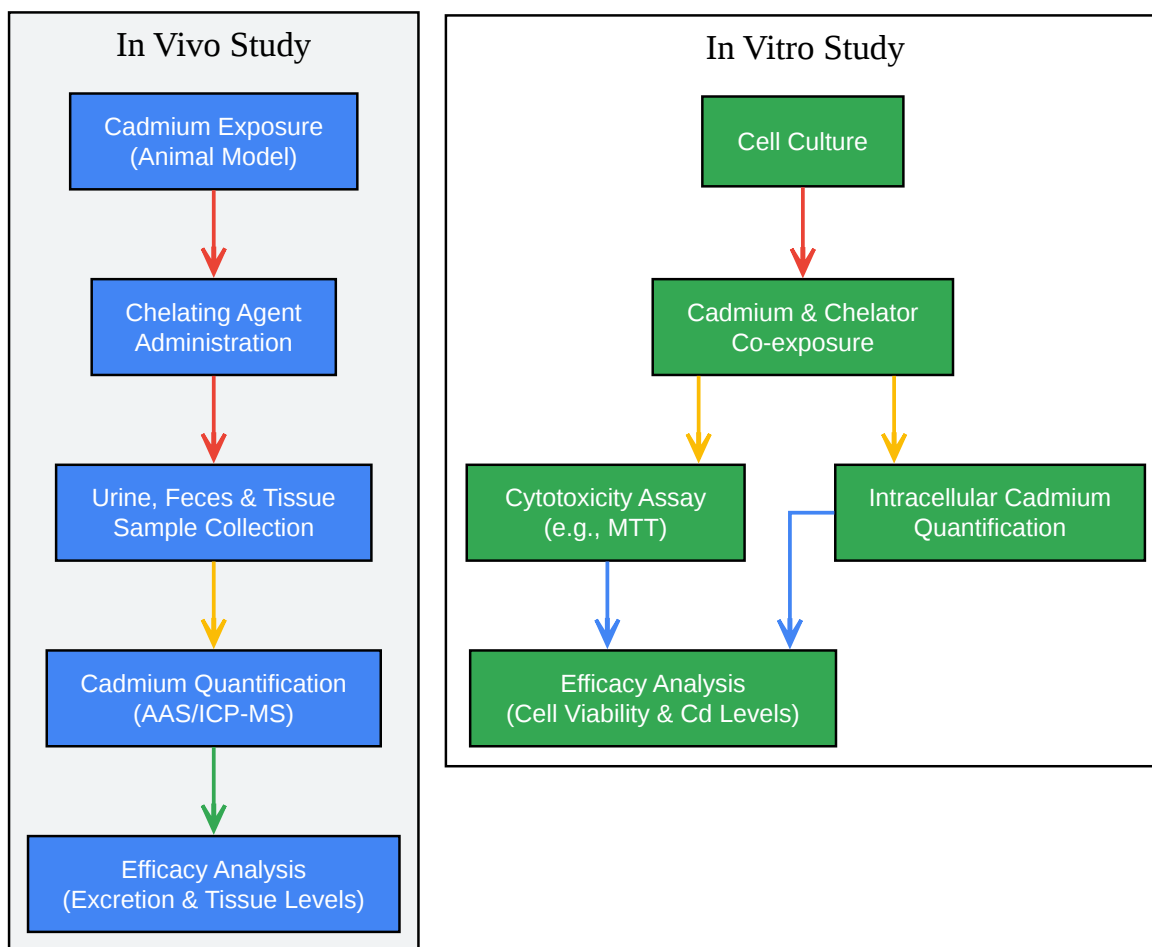 In Vivo Study
Cadmium Exposure
(Animal Model)
Chelating Agent
Administration
Urine, Feces & Tissue
Sample Collection
Cadmium Quantification
(AAS/ICP-MS)
Efficacy Analysis
(Excretion & Tissue Levels)
In Vitro Study
Cell Culture
Cadmium & Chelator
Co-exposure
Cytotoxicity Assay
(e.g., MTT)
Intracellular Cadmium
Quantification
Efficacy Analysis
(Cell Viability & Cd Levels)